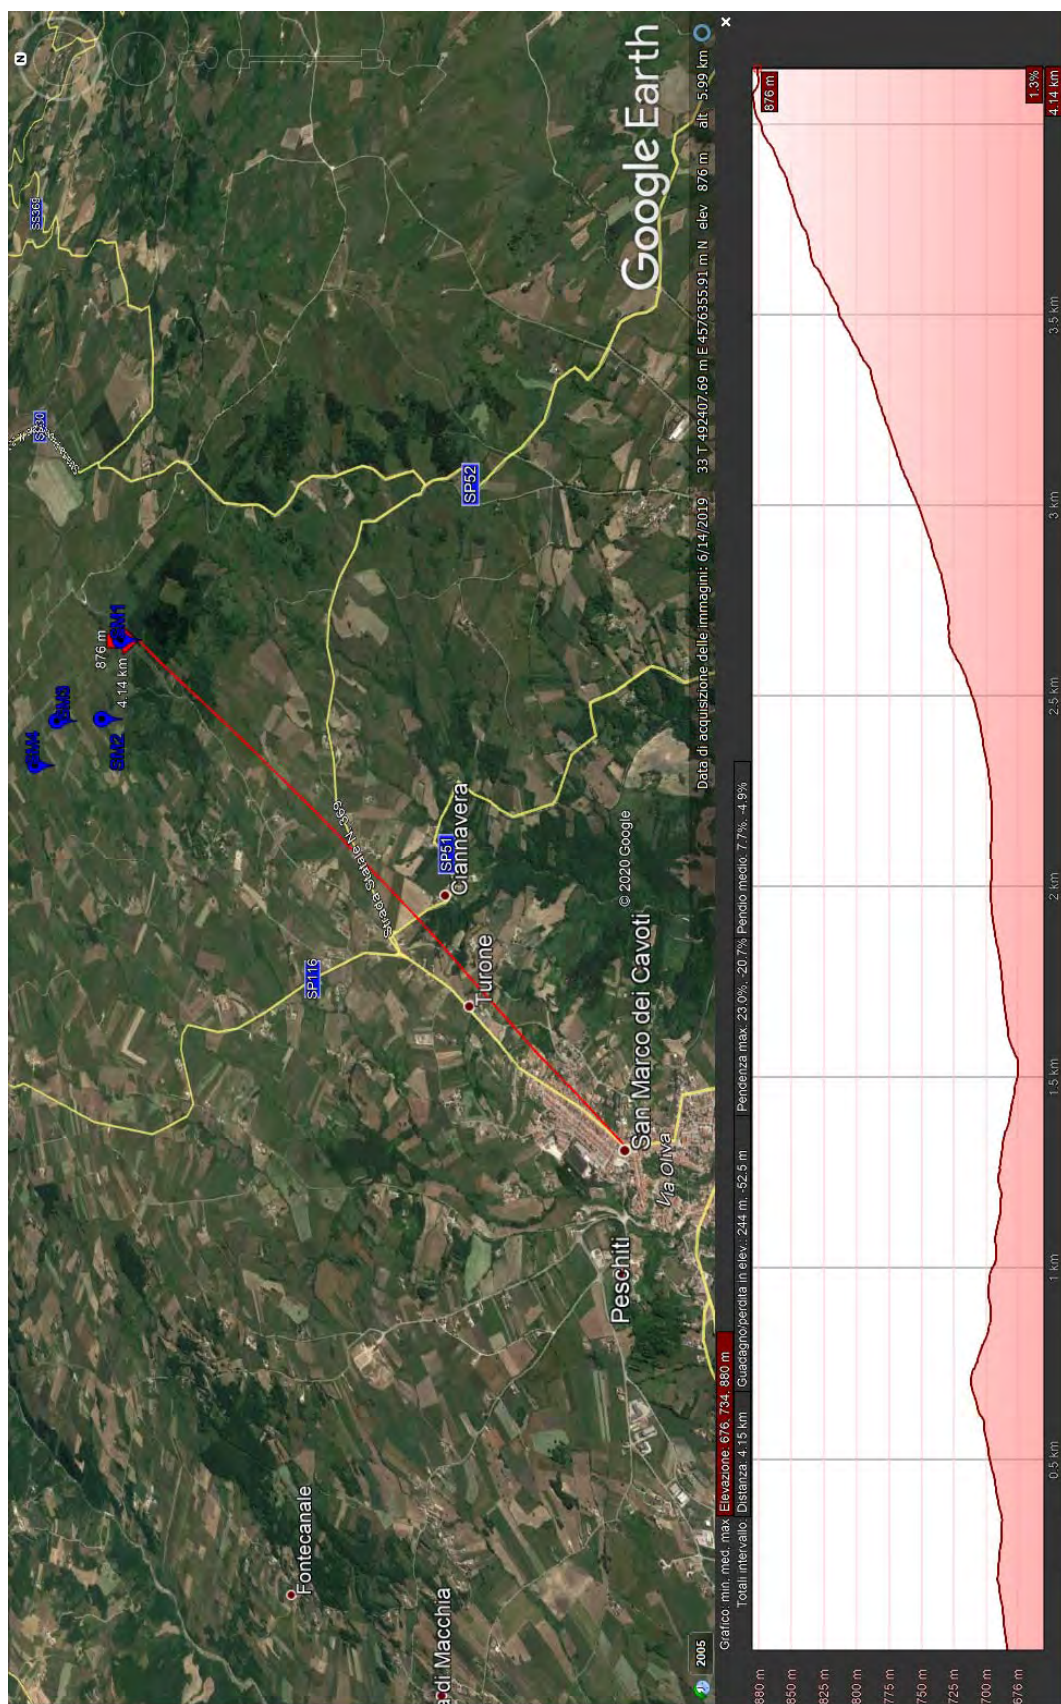 N
SS369
SS30
SM4
SM3
SM2
SM1
876 m
4.14 km
Strada Statale N. 369
SP116
SP52
SP51
Ciannavera
Turone
San Marco dei Cavoti
Via Oliva
Peschiti
Fontecanale
di Macchia
© 2020 Google
Google Earth
2005
Data di acquisizione delle immagini: 6/14/2019 33 T 492407.69 m E 4576355.91 m N elev 876 m alt 5.99 km
Grafico: min, med, max Elevazione: 676, 734, 880 m
Totali intervallo: Distanza: 4.15 km Guadagno/perdita in elev.: 244 m, -52.5 m Pendenza max: 23.0%, -20.7% Pendio medio: 7.7%, -4.9%
880 m
850 m
825 m
800 m
775 m
750 m
725 m
700 m
676 m
876 m
1.3%
0.5 km
1 km
1.5 km
2 km
2.5 km
3 km
3.5 km
4.14 km